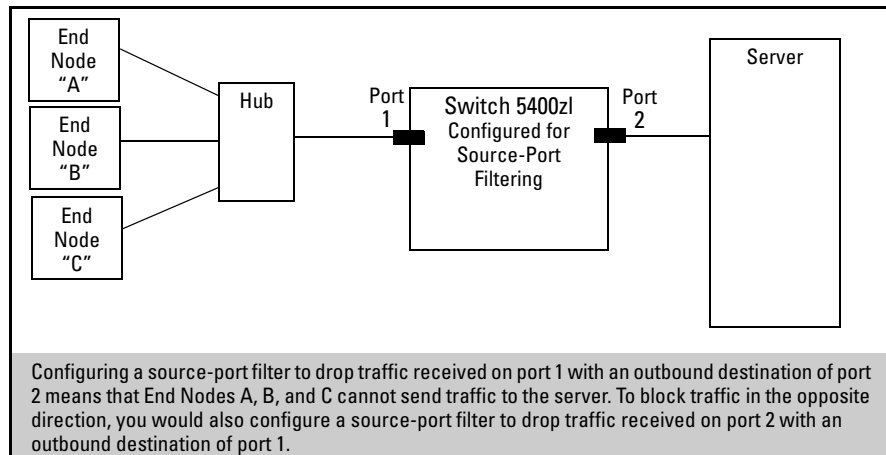 End
Node
“A”
End
Node
“B”
End
Node
“C”
Hub
Port
1
Switch 5400zl
Configured for
Source-Port
Filtering
Port
2
Server
Configuring a source-port filter to drop traffic received on port 1 with an outbound destination of port
2 means that End Nodes A, B, and C cannot send traffic to the server. To block traffic in the opposite
direction, you would also configure a source-port filter to drop traffic received on port 2 with an
outbound destination of port 1.